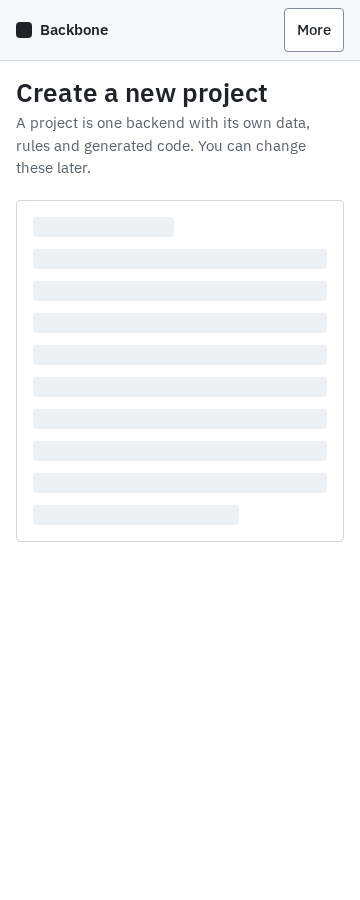 Backbone
More
Create a new project
A project is one backend with its own data,
rules and generated code. You can change
these later.